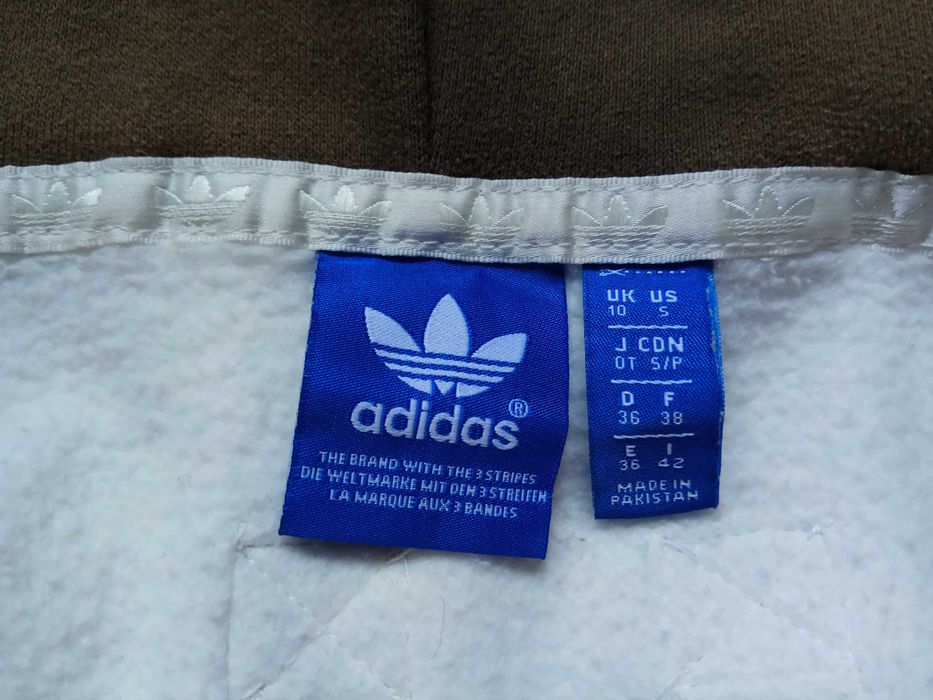 adidas®
THE BRAND WITH THE 3 STRIPES
DIE WELTMARKE MIT DEN 3 STREIFEN
LA MARQUE AUX 3 BANDES
UK US
10 S
J CDN
OT S/P
D F
36 38
E I
36 42
MADE IN
PAKISTAN